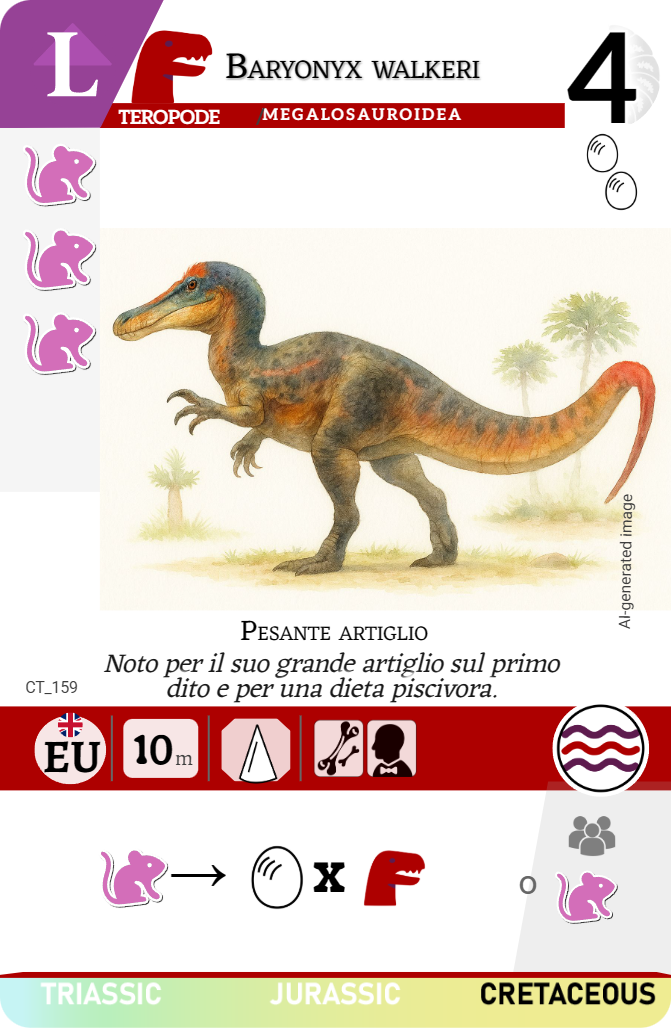 L
BARYONYX WALKERI
4
TEROPODE
MEGALOSAUROIDEA
AI-generated image
PESANTE ARTIGLIO
Noto per il suo grande artiglio sul primo
dito e per una dieta piscivora.
CT_159
EU
10 m
x
o
TRIASSIC
JURASSIC
CRETACEOUS